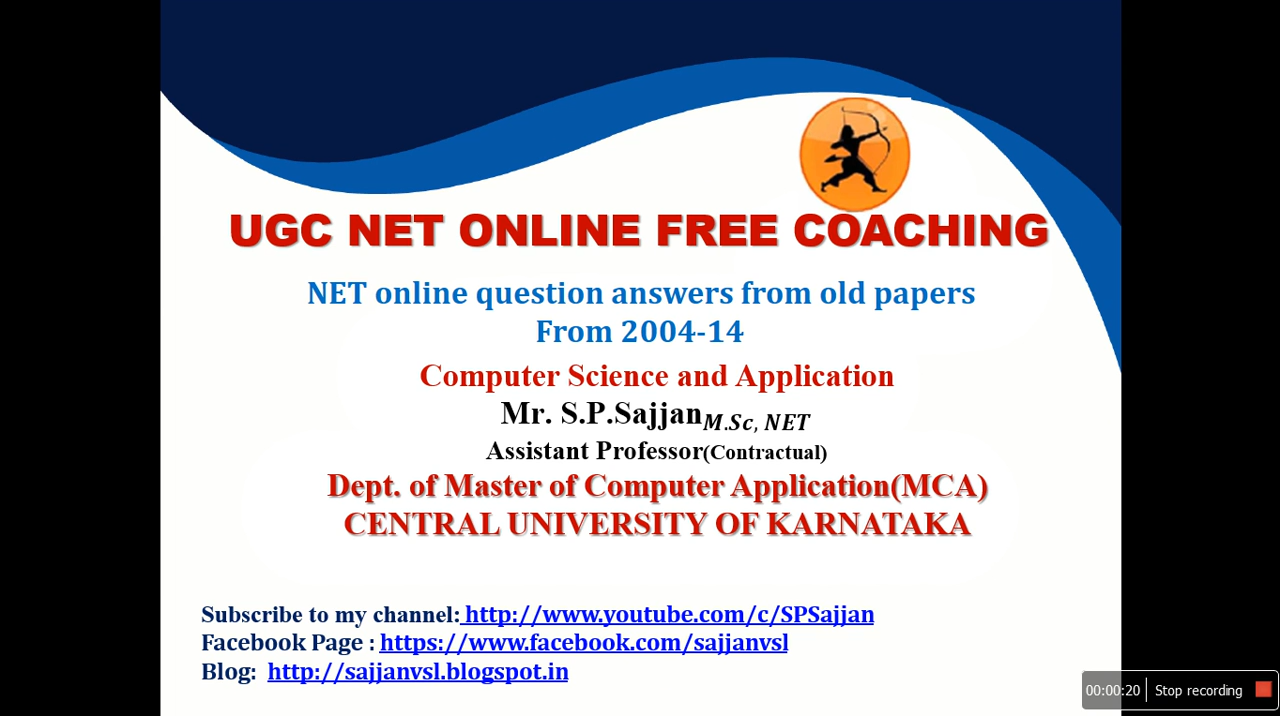 UGC NET ONLINE FREE COACHING
NET online question answers from old papers
From 2004-14
Computer Science and Application
Mr. S.P.Sajjan M.Sc, NET
Assistant Professor(Contractual)
Dept. of Master of Computer Application(MCA)
CENTRAL UNIVERSITY OF KARNATAKA
Subscribe to my channel: http://www.youtube.com/c/SPSajjan
Facebook Page : https://www.facebook.com/sajjanvsl
Blog: http://sajjanvsl.blogspot.in
00:00:20 Stop recording